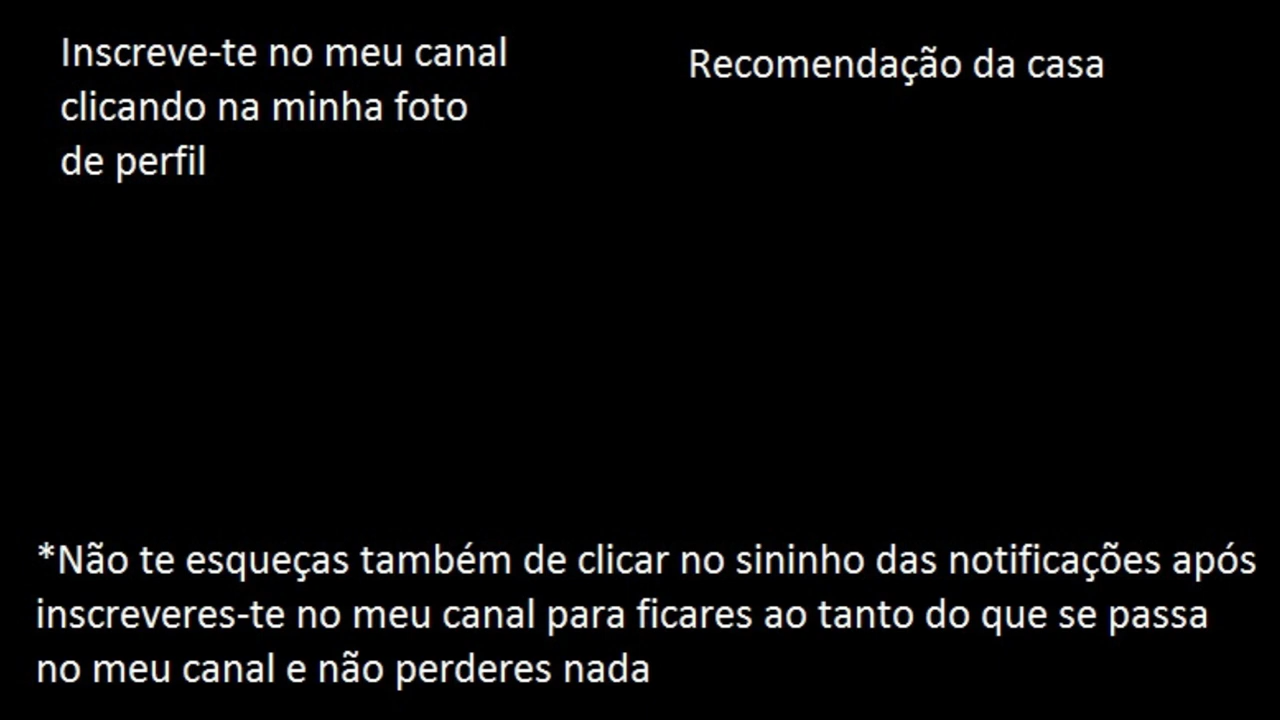 Inscreve-te no meu canal
clicando na minha foto
de perfil
Recomendação da casa
*Não te esqueças também de clicar no sininho das notificações após
inscreveres-te no meu canal para ficares ao tanto do que se passa
no meu canal e não perderes nada